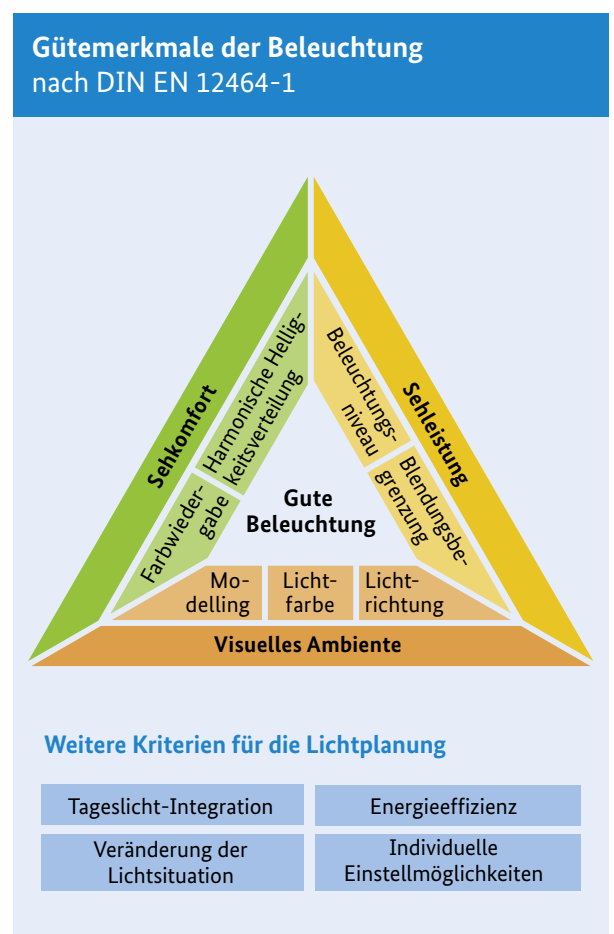 Gütemerkmale der Beleuchtung
nach DIN EN 12464-1
Sehkomfort
Harmonische Hellig-
keitsverteilung
Farbwieder-
gabe
Sehleistung
Beleuchtungs-
niveau
Blendungsbe-
grenzung
Gute
Beleuchtung
Mo-
delling
Licht-
farbe
Licht-
richtung
Visuelles Ambiente
Weitere Kriterien für die Lichtplanung
Tageslicht-Integration
Energieeffizienz
Veränderung der
Lichtsituation
Individuelle
Einstellmöglichkeiten